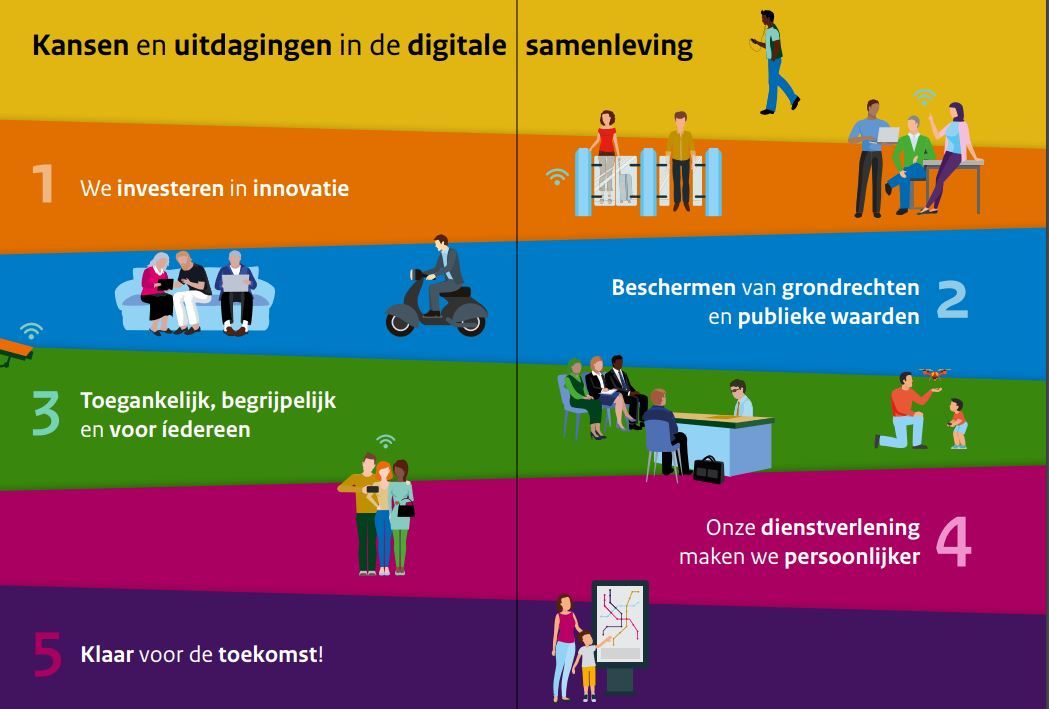 Kansen en uitdagingen in de digitale samenleving
1
We investeren in innovatie
Beschermen van grondrechten
en publieke waarden
2
3
Toegankelijk, begrijpelijk
en voor íedereen
Onze dienstverlening
maken we persoonlijker
4
5
Klaar voor de toekomst!